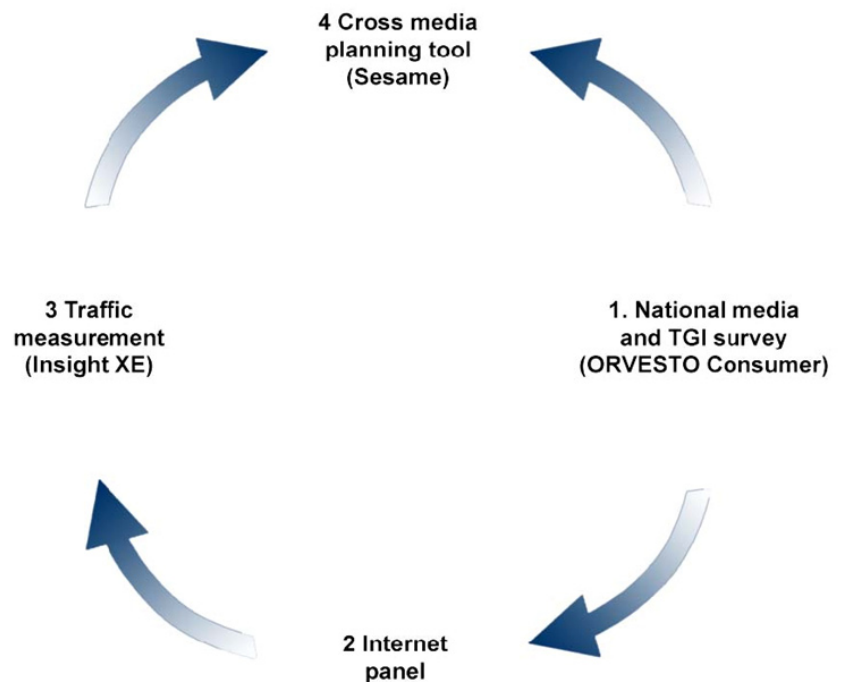 4 Cross media
planning tool
(Sesame)
3 Traffic
measurement
(Insight XE)
1. National media
and TGI survey
(ORVESTO Consumer)
2 Internet
panel